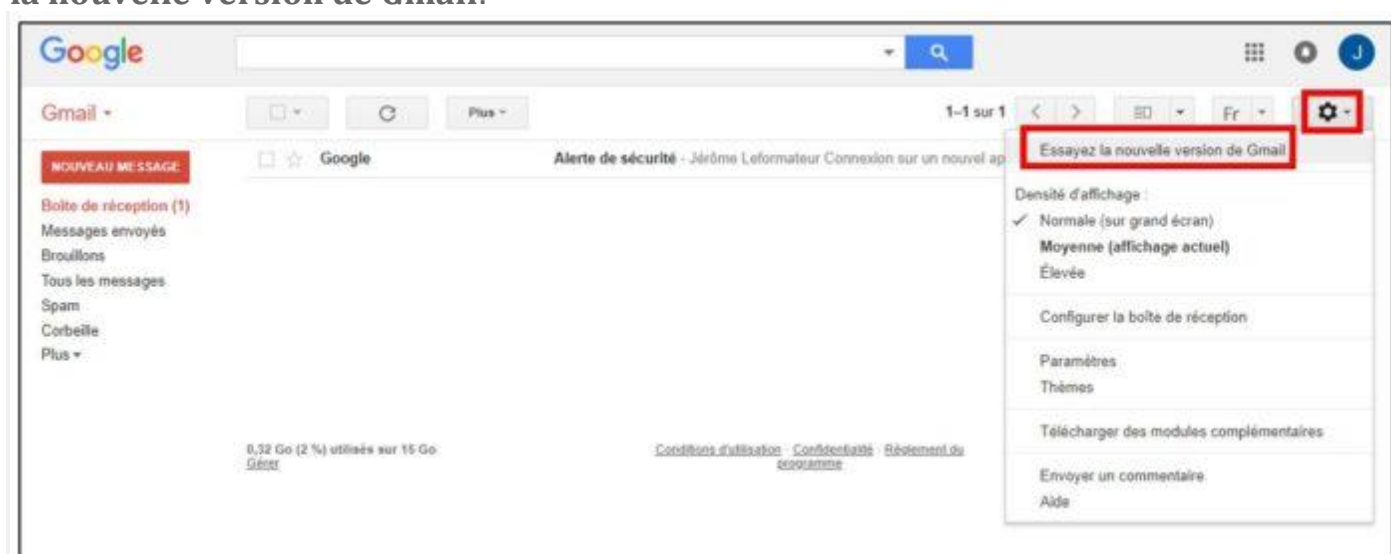 la nouvelle version de Gmail.
Google
J
Gmail
Plus
1–1 sur 1
Fr
NOUVEAU MESSAGE
Google
Alerte de sécurité - Jérôme Leformateur Connexion sur un nouvel ap
Boîte de réception (1)
Messages envoyés
Brouillons
Tous les messages
Spam
Corbeille
Plus
Essayez la nouvelle version de Gmail
Densité d'affichage :
Normale (sur grand écran)
Moyenne (affichage actuel)
Élevée
Configurer la boîte de réception
Paramètres
Thèmes
Télécharger des modules complémentaires
Envoyer un commentaire
Aide
0,32 Go (2 %) utilisés sur 15 Go
Gérer
Conditions d'utilisation - Confidentialité - Règlement du
programme